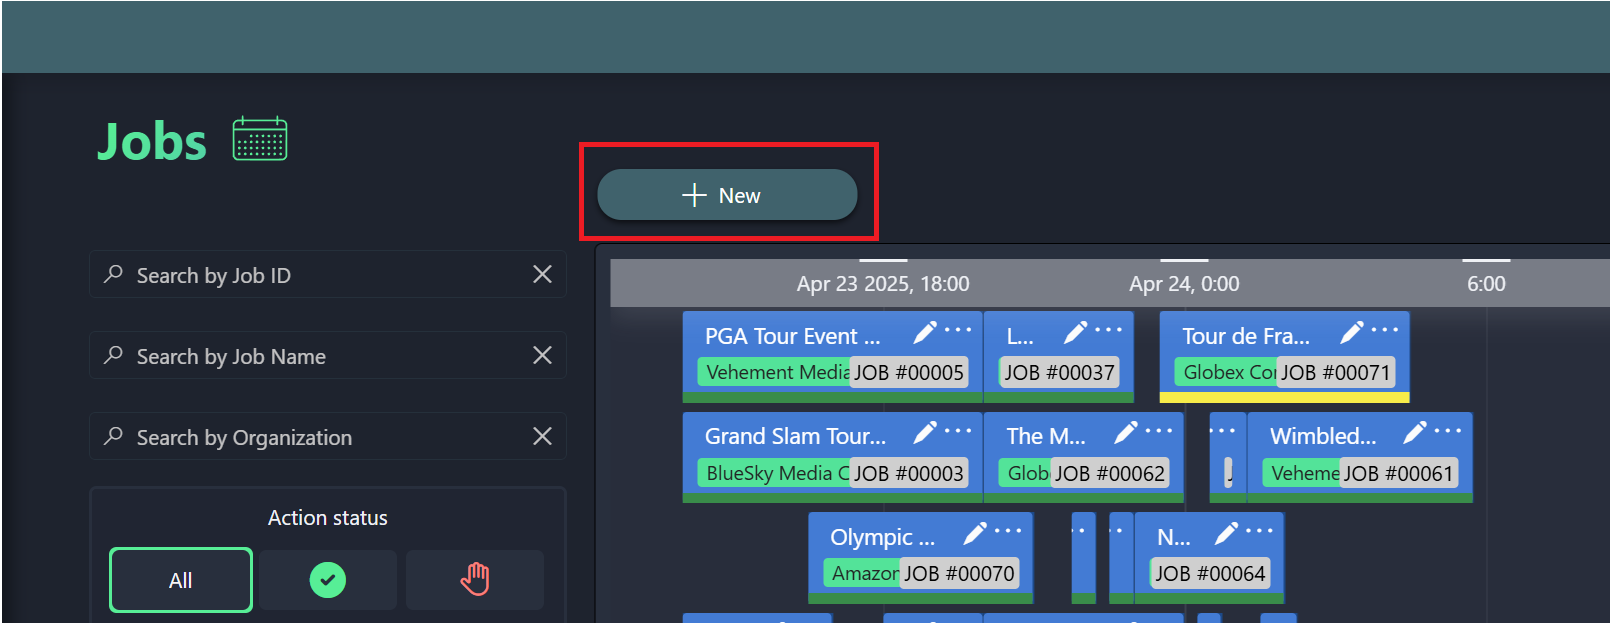 Jobs
New
Search by Job ID
Search by Job Name
Search by Organization
Action status
All
Apr 23 2025, 18:00 Apr 24, 0:00 6:00
PGA Tour Event ... L... Tour de Fra...
Vehement Media JOB #00005 JOB #00037 Globex Cor JOB #00071
Grand Slam Tour... The M... Wimbled...
BlueSky Media C JOB #00003 Glob JOB #00062 Veheme JOB #00061
Olympic ... N...
Amazon JOB #00070 JOB #00064